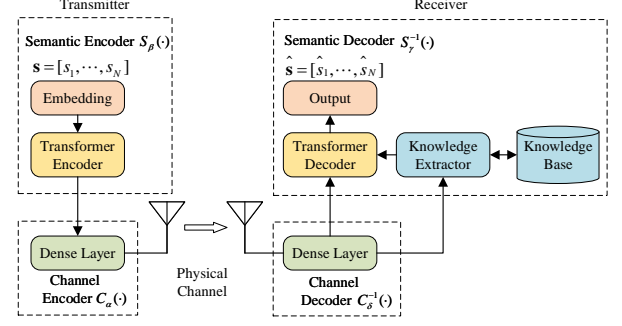 Transmitter
Receiver
Semantic Encoder S_β(·)
s = [s_1, ⋯, s_N]
Embedding
Transformer
Encoder
Dense Layer
Channel
Encoder C_α(·)
Physical
Channel
Semantic Decoder S_γ^{-1}(·)
ŝ = [ŝ_1, ⋯, ŝ_N]
Output
Transformer
Decoder
Knowledge
Extractor
Knowledge
Base
Dense Layer
Channel
Decoder C_δ^{-1}(·)